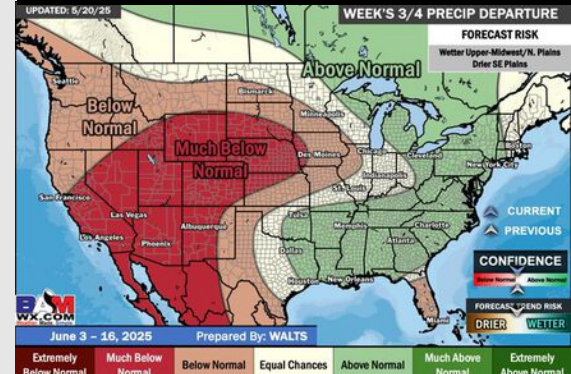 UPDATED: 5/20/25
WEEK'S 3/4 PRECIP DEPARTURE
FORECAST RISK
Wetter Upper-Midwest/N. Plains
Drier SE Plains
Above Normal
Seattle
Bismarck
Below
Normal
Minneapolis
Boston
Much Below
Normal
Des Moines
Chicago
Cleveland
New York City
Indianapolis
St. Louis
San Francisco
Las Vegas
Tulsa
Los Angeles
Albuquerque
Memphis
Charlotte
Phoenix
Atlanta
Dallas
CURRENT
PREVIOUS
Houston
New Orleans
Miami
CONFIDENCE
Below Normal
Above Normal
FORECAST TREND RISK
DRIER
WETTER
BAM
WX.COM
June 3 – 16, 2025
Prepared By: WALTS
Extremely
Below Normal
Much Below
Normal
Below Normal
Equal Chances
Above Normal
Much Above
Normal
Extremely
Above Normal